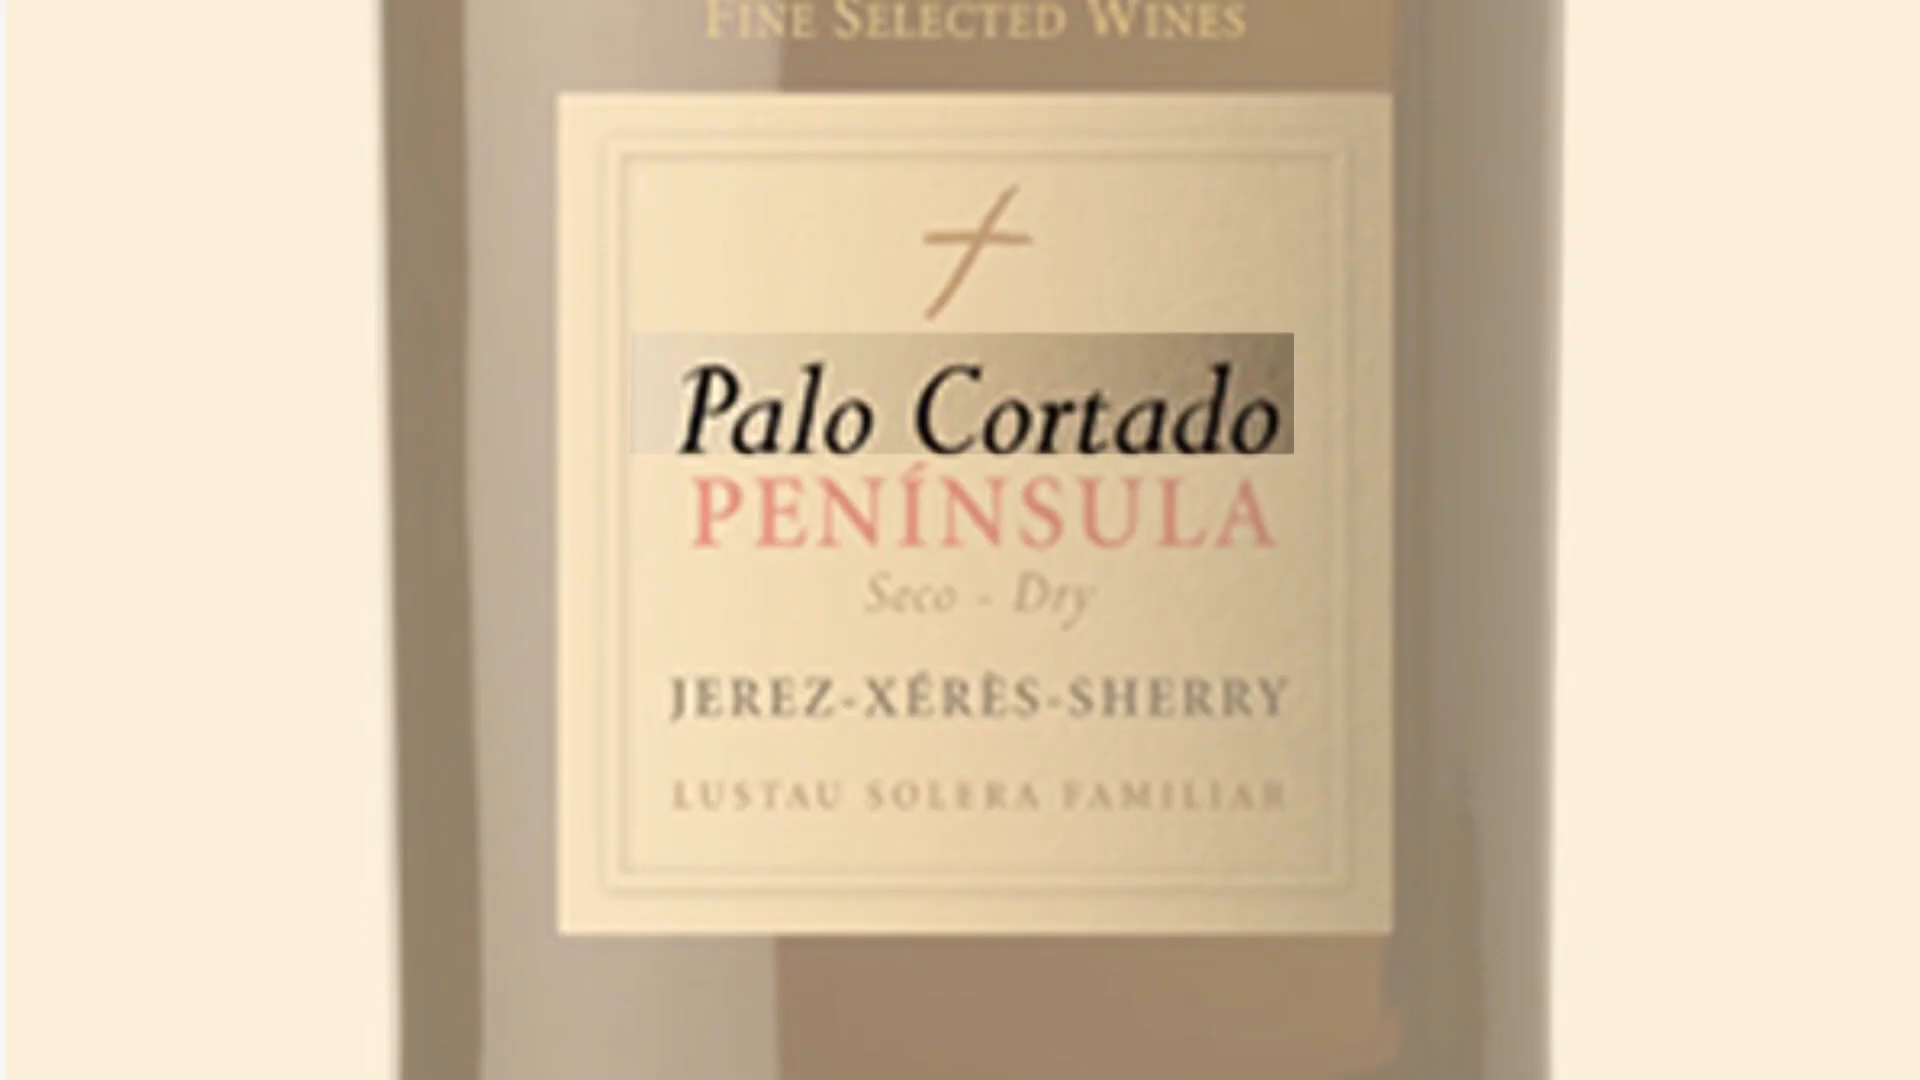 FINE SELECTED WINES
Palo Cortado
PENÍNSULA
Seco - Dry
JEREZ-XÉRÈS-SHERRY
LUSTAU SOLERA FAMILIAR